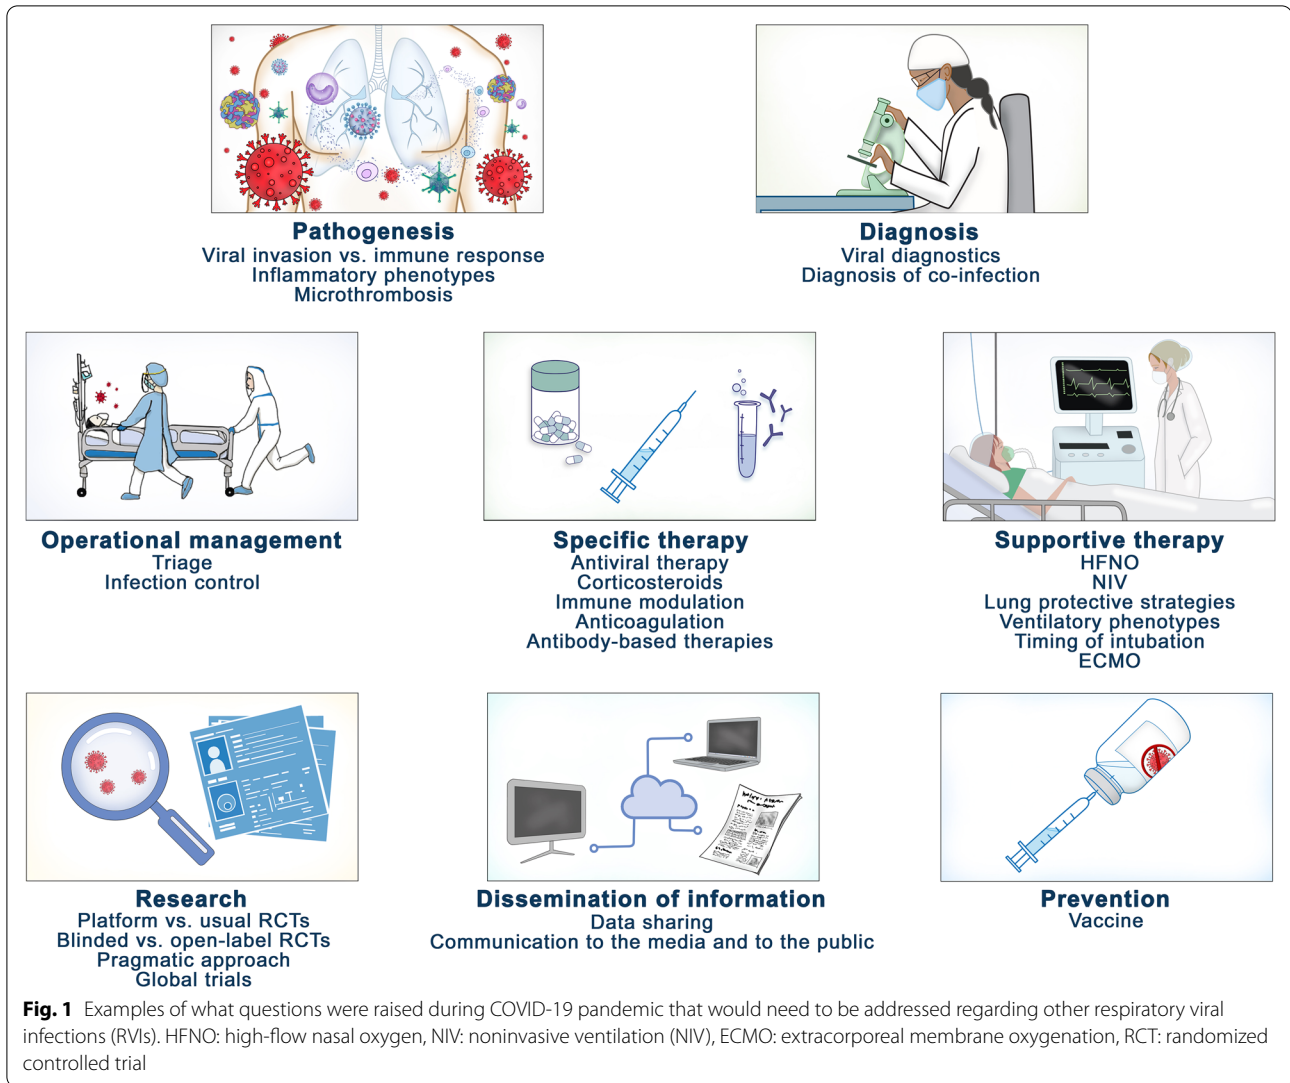 Pathogenesis
Viral invasion vs. immune response
Inflammatory phenotypes
Microthrombosis
Diagnosis
Viral diagnostics
Diagnosis of co-infection
Operational management
Triage
Infection control
Specific therapy
Antiviral therapy
Corticosteroids
Immune modulation
Anticoagulation
Antibody-based therapies
Supportive therapy
HFNO
NIV
Lung protective strategies
Ventilatory phenotypes
Timing of intubation
ECMO
Research
Platform vs. usual RCTs
Blinded vs. open-label RCTs
Pragmatic approach
Global trials
Dissemination of information
Data sharing
Communication to the media and to the public
Prevention
Vaccine
Fig. 1 Examples of what questions were raised during COVID-19 pandemic that would need to be addressed regarding other respiratory viral
infections (RVIs). HFNO: high-flow nasal oxygen, NIV: noninvasive ventilation (NIV), ECMO: extracorporeal membrane oxygenation, RCT: randomized
controlled trial